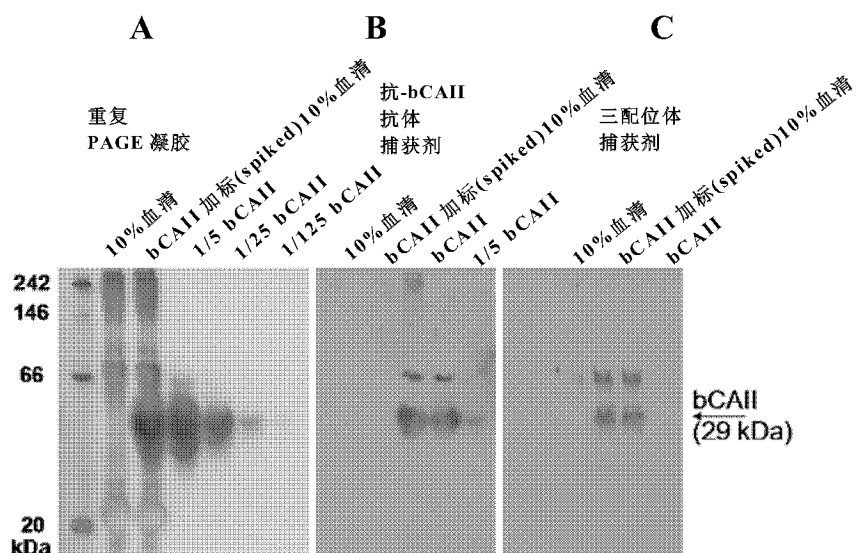 A
B
C
重复
PAGE 凝胶
抗-bCAII
抗体
捕获剂
三配位体
捕获剂
10%血清
bCAII 加标(spiked)10%血清
1/5 bCAII
1/25 bCAII
1/125 bCAII
10%血清
bCAII 加标(spiked)10%血清
bCAII
1/5 bCAII
10%血清
bCAII 加标(spiked)10%血清
bCAII
242
146
66
20
kDa
bCAII
(29 kDa)